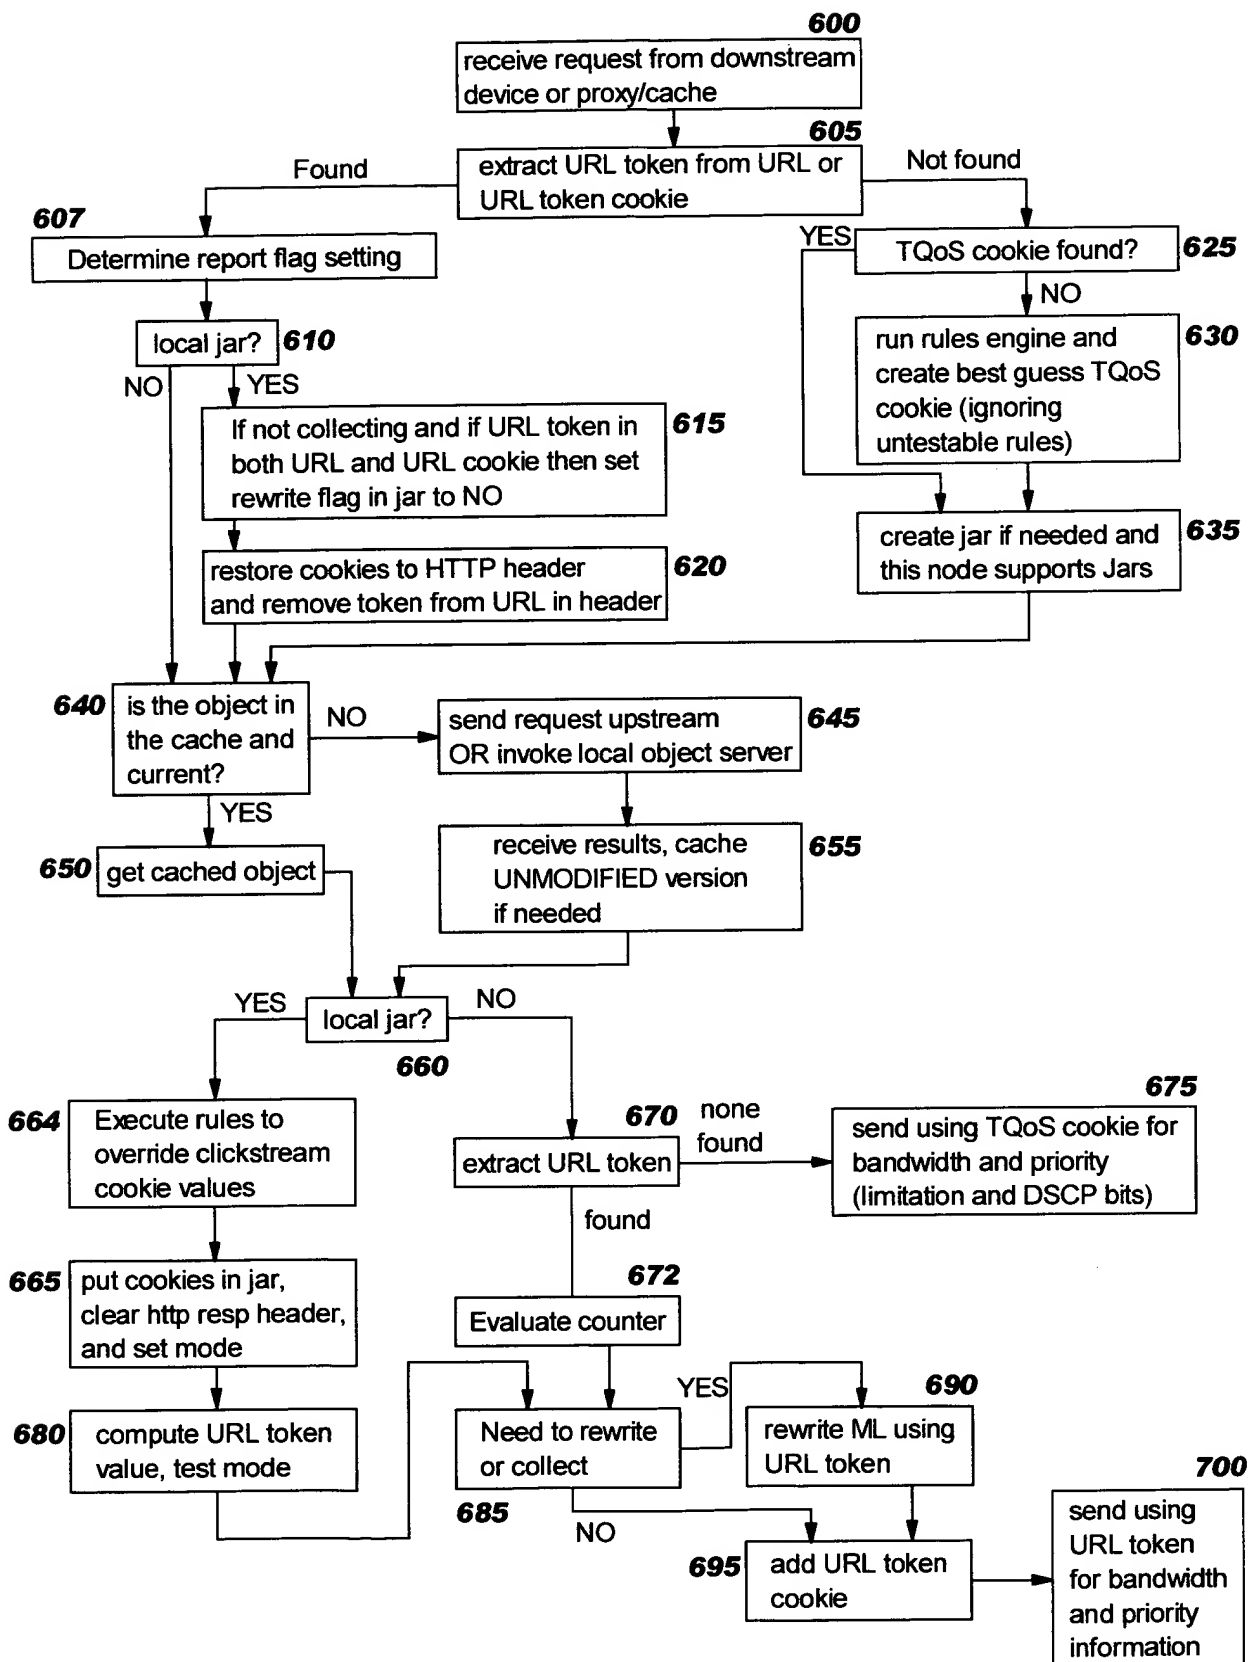 600
receive request from downstream
device or proxy/cache
605
Found
extract URL token from URL or
URL token cookie
Not found
607
Determine report flag setting
YES
TQoS cookie found?
625
NO
local jar?
610
NO
YES
run rules engine and
create best guess TQoS
cookie (ignoring
untestable rules)
630
If not collecting and if URL token in
both URL and URL cookie then set
rewrite flag in jar to NO
615
create jar if needed and
this node supports Jars
635
restore cookies to HTTP header
and remove token from URL in header
620
640
is the object in
the cache and
current?
NO
send request upstream
OR invoke local object server
645
YES
650
get cached object
receive results, cache
UNMODIFIED version
if needed
655
YES
local jar?
NO
660
664
Execute rules to
override clickstream
cookie values
670
extract URL token
none
found
675
send using TQoS cookie for
bandwidth and priority
(limitation and DSCP bits)
found
665
put cookies in jar,
clear http resp header,
and set mode
672
Evaluate counter
680
compute URL token
value, test mode
Need to rewrite
or collect
685
YES
690
rewrite ML using
URL token
NO
695
add URL token
cookie
700
send using
URL token
for bandwidth
and priority
information